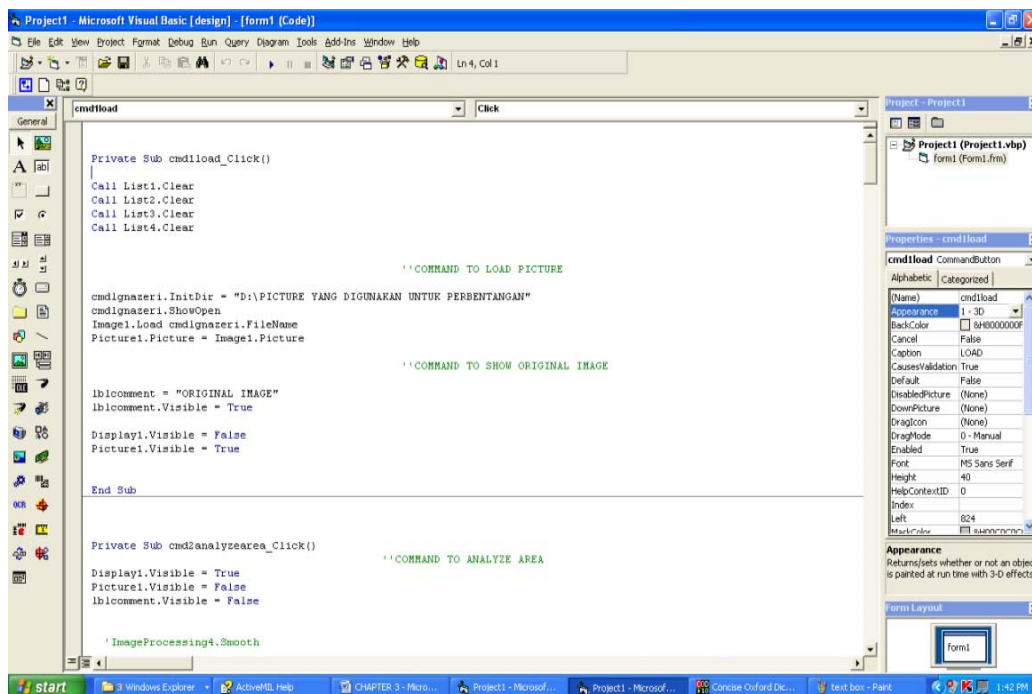 Project1 - Microsoft Visual Basic [design] - [form1 (Code)]
File Edit View Project Format Debug Run Query Diagram Tools Add-Ins Window Help
Ln 4, Col 1
General
cmd1load
Click
Private Sub cmd1load_Click()
Call List1.Clear
Call List2.Clear
Call List3.Clear
Call List4.Clear
''COMMAND TO LOAD PICTURE
cmdlgnazeri.InitDir = "D:\PICTURE YANG DIGUNAKAN UNTUK PERBENTANGAN"
cmdlgnazeri.ShowOpen
Image1.Load cmdlgnazeri.FileName
Picture1.Picture = Image1.Picture
''COMMAND TO SHOW ORIGINAL IMAGE
lblcomment = "ORIGINAL IMAGE"
lblcomment.Visible = True
Display1.Visible = False
Picture1.Visible = True
End Sub
Private Sub cmd2analyzearea_Click()
''COMMAND TO ANALYZE AREA
Display1.Visible = True
Picture1.Visible = False
lblcomment.Visible = False
'ImageProcessing4.Smooth
Project - Project1
Project1 (Project1.vbp)
form1 (Form1.frm)
Properties - cmd1load
cmd1load CommandButton
Alphabetic Categorized
(Name) cmd1load
Appearance 1 - 3D
BackColor &H8000000F
Cancel False
Caption LOAD
CausesValidation True
Default False
DisabledPicture (None)
DownPicture (None)
DragIcon (None)
DragMode 0 - Manual
Enabled True
Font MS Sans Serif
Height 40
HelpContextID 0
Index
Left 824
MaskColor
Appearance
Returns/sets whether or not an objec
is painted at run time with 3-D effects
Form Layout
form1
start
3 Windows Explorer
ActiveMIL Help
CHAPTER 3 - Micro...
Project1 - Microsof...
Project1 - Microsof...
Concise Oxford Dic...
text box - Paint
1:42 PM